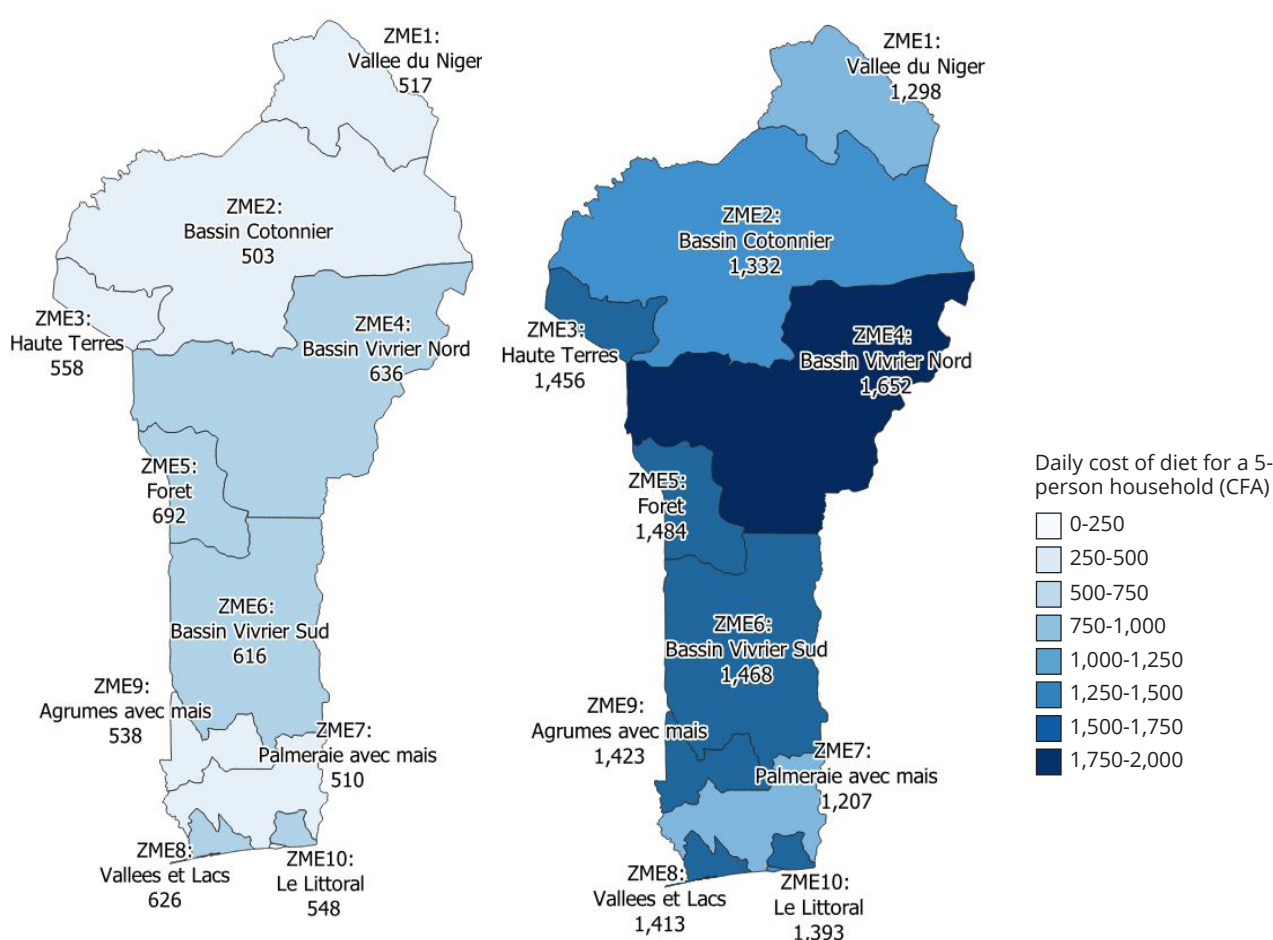 ZME1:
Vallee du Niger
517
ZME2:
Bassin Cotonnier
503
ZME3:
Haute Terres
558
ZME4:
Bassin Vivrier Nord
636
ZME5:
Foret
692
ZME6:
Bassin Vivrier Sud
616
ZME9:
Agrumes avec mais
538
ZME7:
Palmeraie avec mais
510
ZME8:
Vallees et Lacs
626
ZME10:
Le Littoral
548
ZME1:
Vallee du Niger
1,298
ZME2:
Bassin Cotonnier
1,332
ZME3:
Haute Terres
1,456
ZME4:
Bassin Vivrier Nord
1,652
ZME5:
Foret
1,484
ZME6:
Bassin Vivrier Sud
1,468
ZME9:
Agrumes avec mais
1,423
ZME7:
Palmeraie avec mais
1,207
ZME8:
Vallees et Lacs
1,413
ZME10:
Le Littoral
1,393
Daily cost of diet for a 5-
person household (CFA)
0-250
250-500
500-750
750-1,000
1,000-1,250
1,250-1,500
1,500-1,750
1,750-2,000